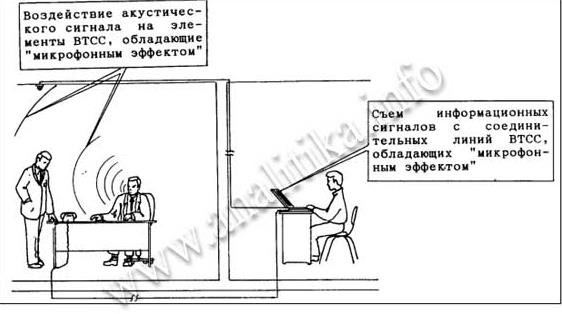 Воздействие акустичес-
кого сигнала на эле-
менты ВТСС, обладающие
"микрофонным эффектом"
Съем информационных
сигналов с соедини-
тельных линий ВТСС,
обладающих "микрофон-
ным эффектом"
www.analitika.info